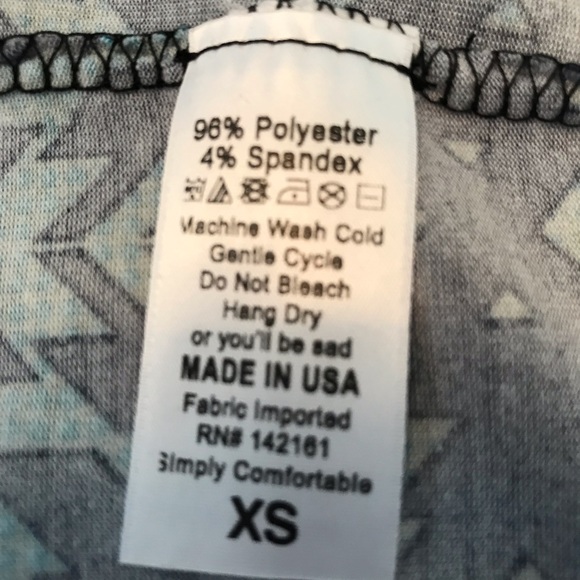 96% Polyester
4% Spandex
Machine Wash Cold
Gentle Cycle
Do Not Bleach
Hang Dry
or you'll be sad
MADE IN USA
Fabric Imported
RN# 142161
Simply Comfortable
XS